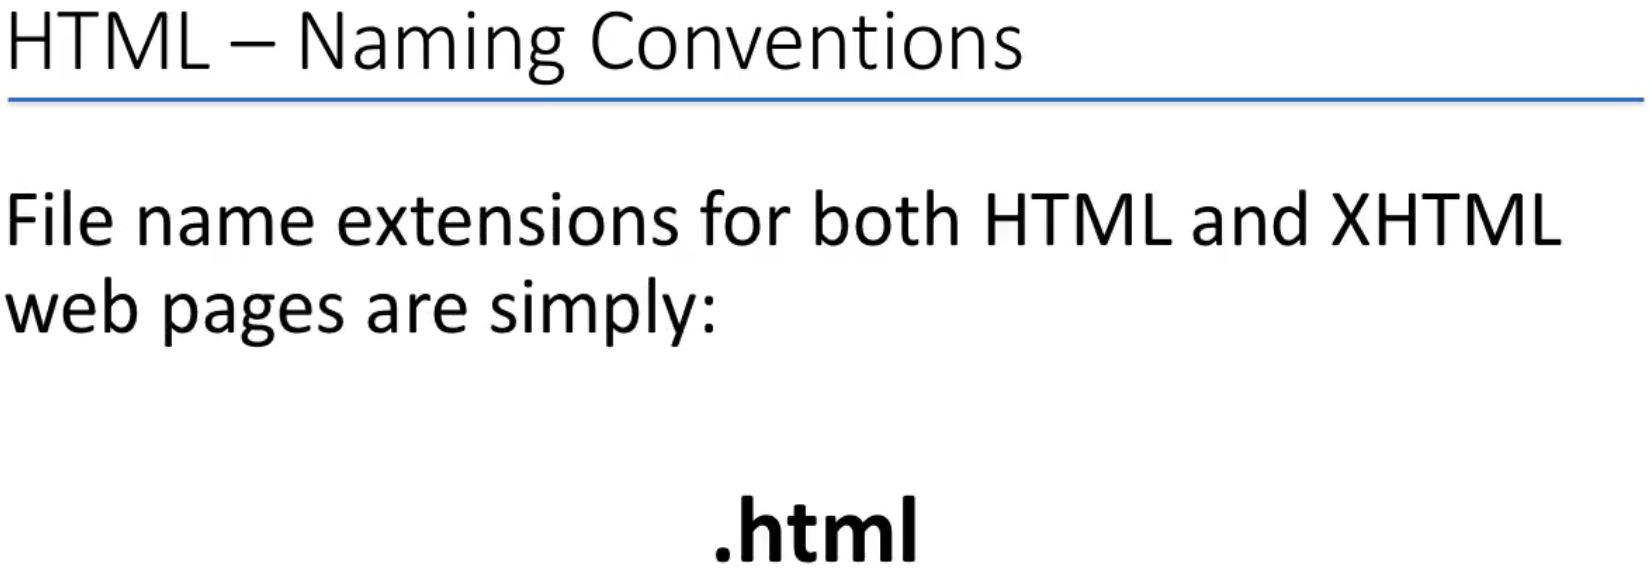 HTML – Naming Conventions
File name extensions for both HTML and XHTML
web pages are simply:
.html